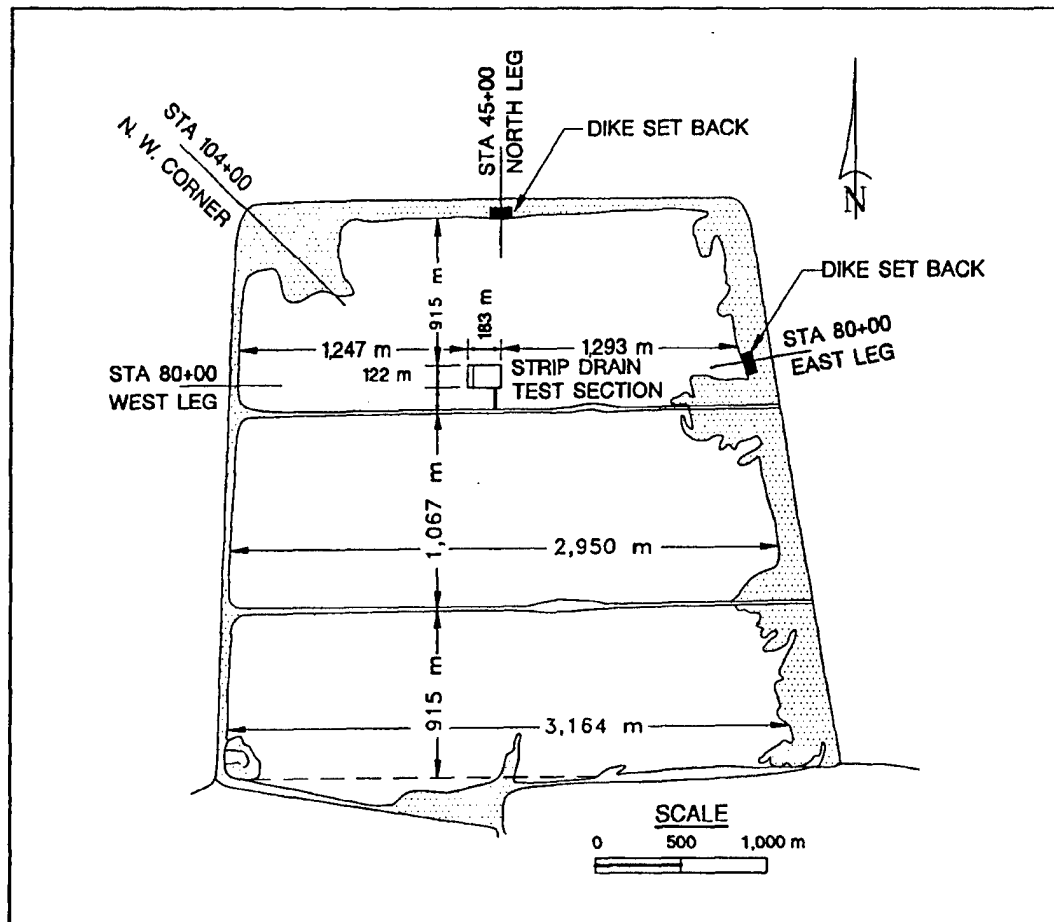 STA 45+00
NORTH LEG
DIKE SET BACK
STA 104+00
N. W. CORNER
N
DIKE SET BACK
915 m
183 m
1,247 m
1,293 m
STA 80+00
EAST LEG
STA 80+00
WEST LEG
122 m
STRIP DRAIN
TEST SECTION
1,067 m
2,950 m
915 m
3,164 m
SCALE
0 500 1,000 m